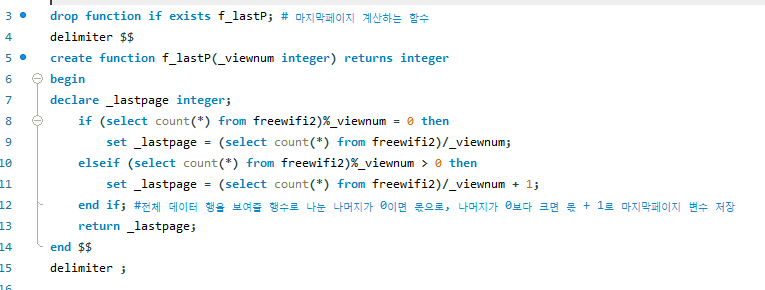 3 drop function if exists f_lastP; # 마지막페이지 계산하는 함수
4 delimiter $$
5 create function f_lastP(_viewnum integer) returns integer
6 begin
7 declare _lastpage integer;
8 if (select count(*) from freewifi2)%_viewnum = 0 then
9 set _lastpage = (select count(*) from freewifi2)/_viewnum;
10 elseif (select count(*) from freewifi2)%_viewnum > 0 then
11 set _lastpage = (select count(*) from freewifi2)/_viewnum + 1;
12 end if; #전체 데이터 행을 보여줄 행수로 나눈 나머지가 0이면 몫으로, 나머지가 0보다 크면 몫 + 1로 마지막페이지 변수 저장
13 return _lastpage;
14 end $$
15 delimiter ;